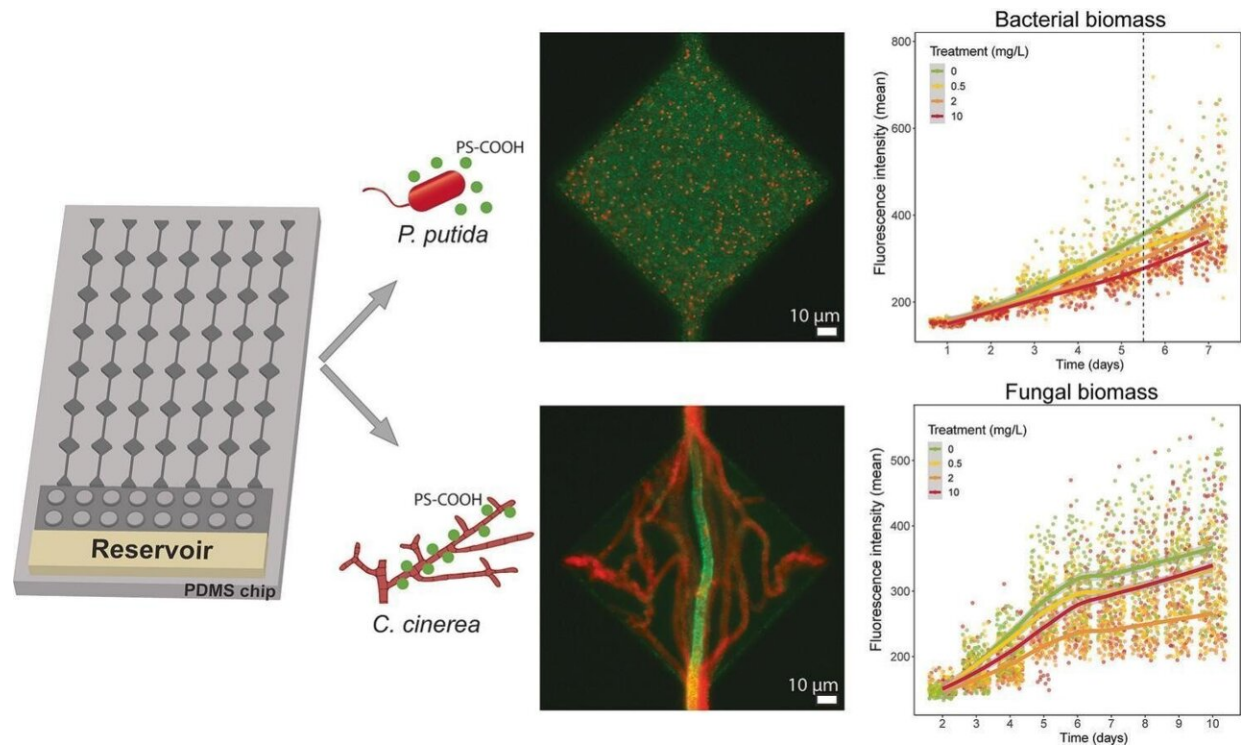 PS-COOH
P. putida
Reservoir
PDMS chip
PS-COOH
C. cinerea
10 µm
10 µm
Bacterial biomass
Treatment (mg/L)
0
0.5
2
10
Fluorescence intensity (mean)
800
600
400
200
1 2 3 4 5 6 7
Time (days)
Fungal biomass
Treatment (mg/L)
0
0.5
2
10
Fluorescence intensity (mean)
500
400
300
200
2 3 4 5 6 7 8 9 10
Time (days)